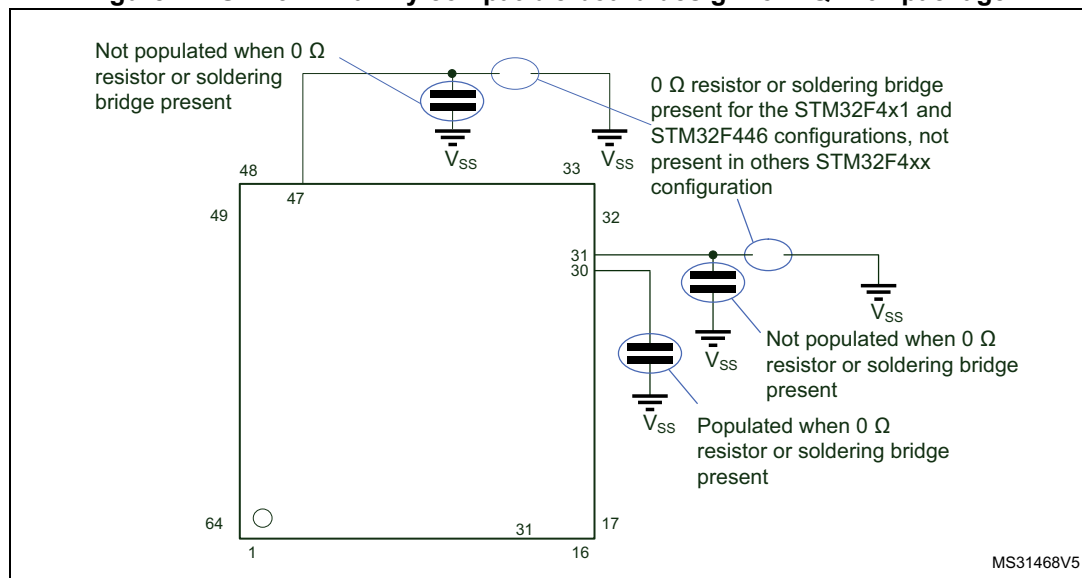 Not populated when 0 Ω
resistor or soldering
bridge present
0 Ω resistor or soldering bridge
present for the STM32F4x1 and
STM32F446 configurations, not
present in others STM32F4xx
configuration
VSS
VSS
48
33
47
49
32
31
30
VSS
VSS
Not populated when 0 Ω
resistor or soldering bridge
present
VSS
Populated when 0 Ω
resistor or soldering bridge
present
64
31
17
1
16
MS31468V5